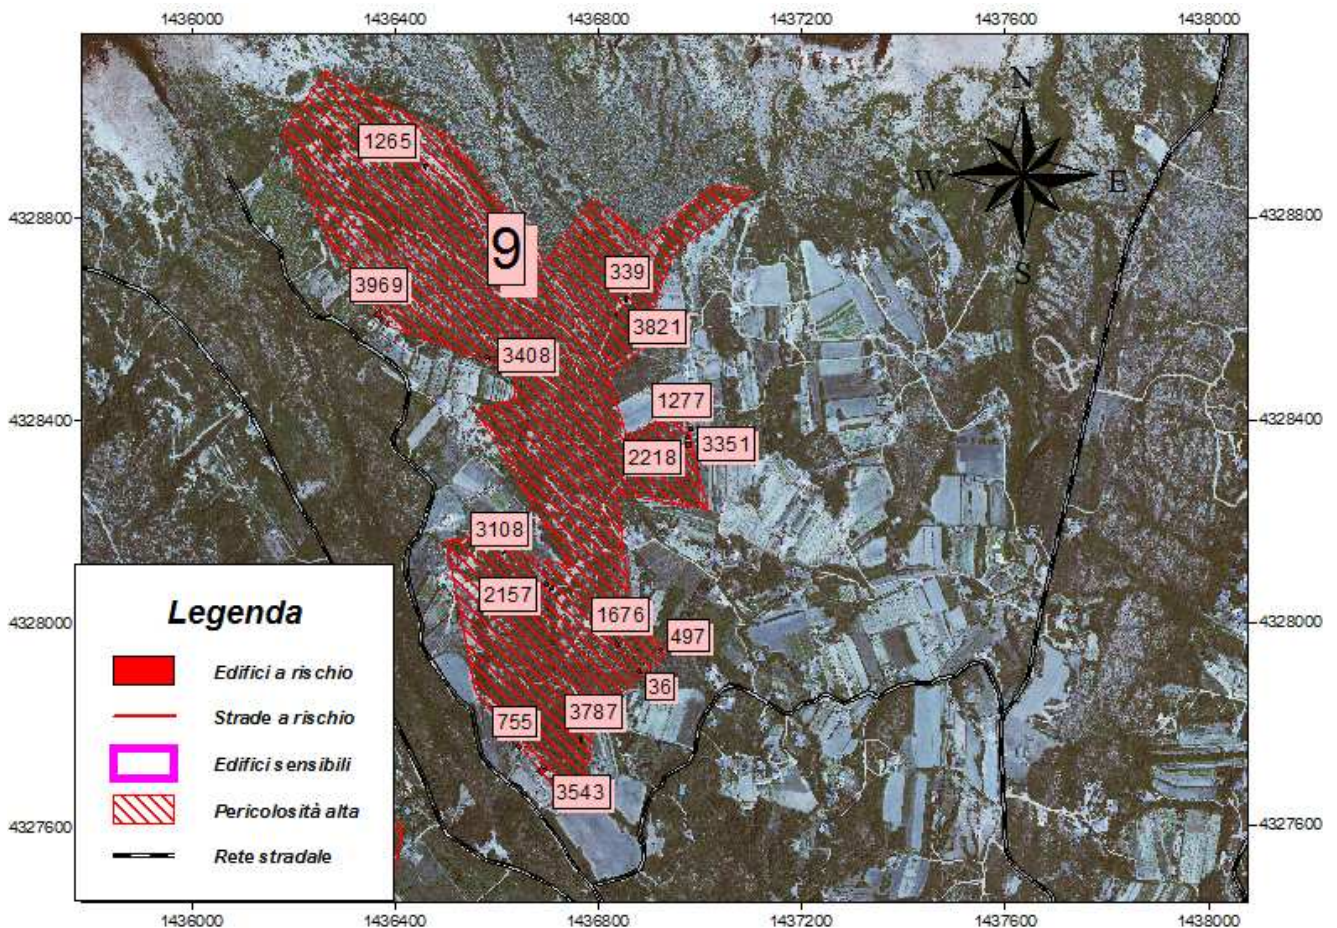 1436000 1436400 1436800 1437200 1437600 1438000
N
1265
W E
4328800 4328800
9
339
S
3969
3821
3408
1277
4328400 4328400
3351
2218
3108
2157
Legenda
1676
4328000 4328000
497
Edifici a rischio
36
Strade a rischio
3787
755
Edifici sensibili
3543
Pericolosità alta
4327600 4327600
Rete stradale
1436000 1436400 1436800 1437200 1437600 1438000